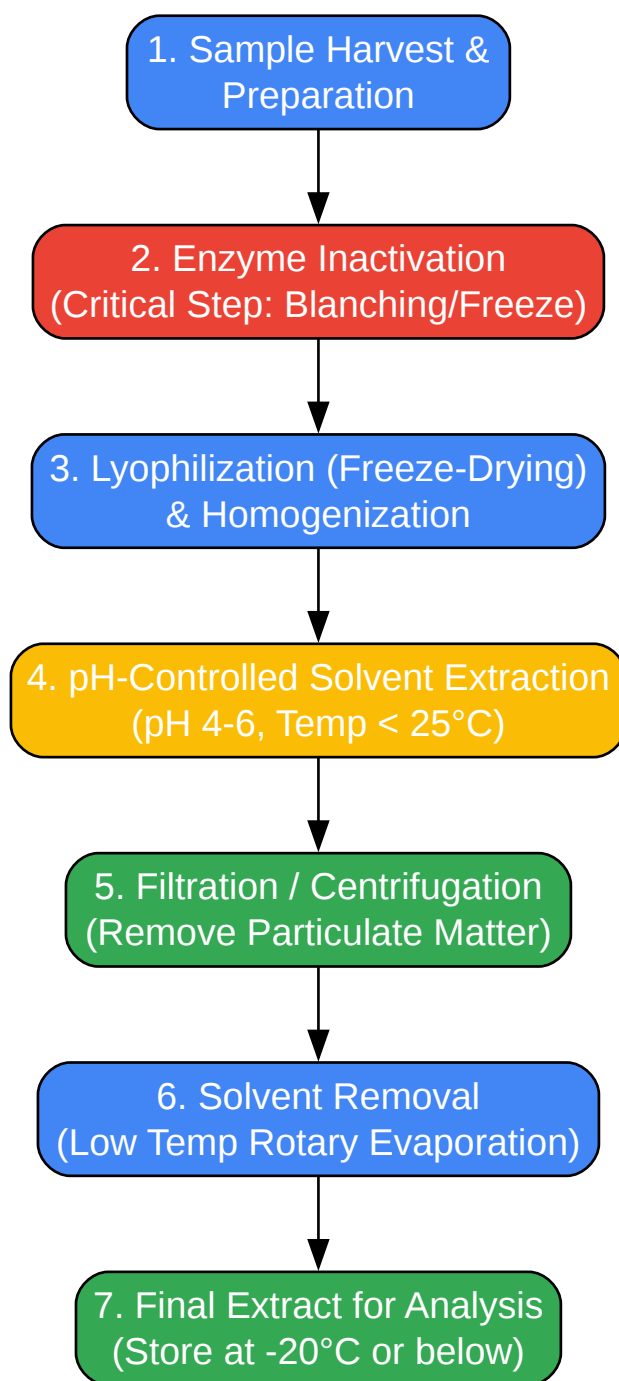 1. Sample Harvest &
Preparation
2. Enzyme Inactivation
(Critical Step: Blanching/Freeze)
3. Lyophilization (Freeze-Drying)
& Homogenization
4. pH-Controlled Solvent Extraction
(pH 4-6, Temp < 25°C)
5. Filtration / Centrifugation
(Remove Particulate Matter)
6. Solvent Removal
(Low Temp Rotary Evaporation)
7. Final Extract for Analysis
(Store at -20°C or below)